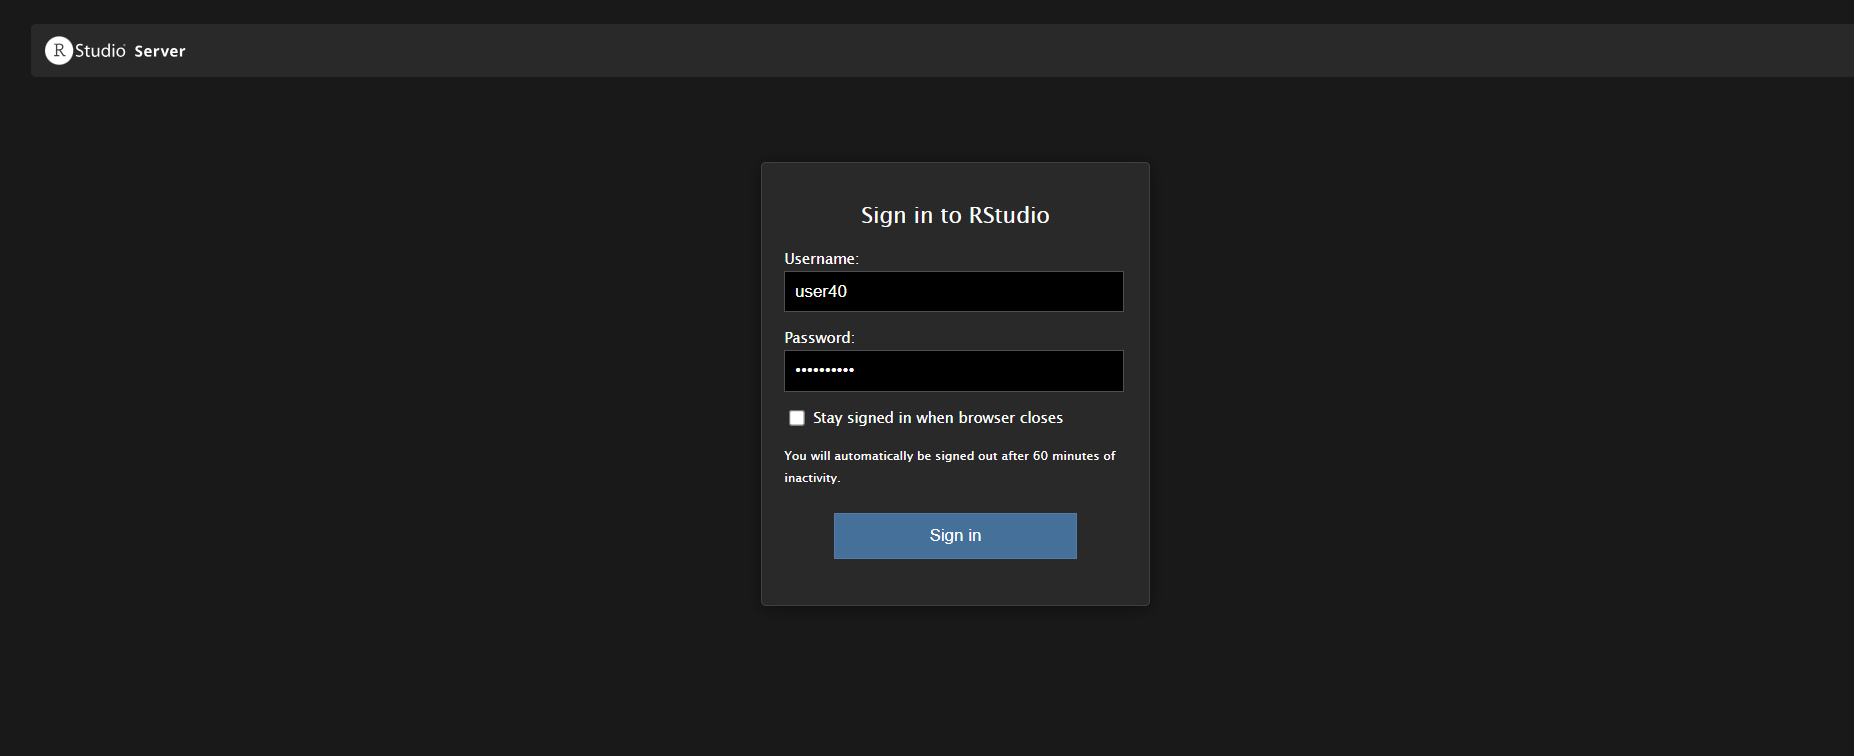 RStudio Server
Sign in to RStudio
Username:
user40
Password:
••••••••••
Stay signed in when browser closes
You will automatically be signed out after 60 minutes of
inactivity.
Sign in